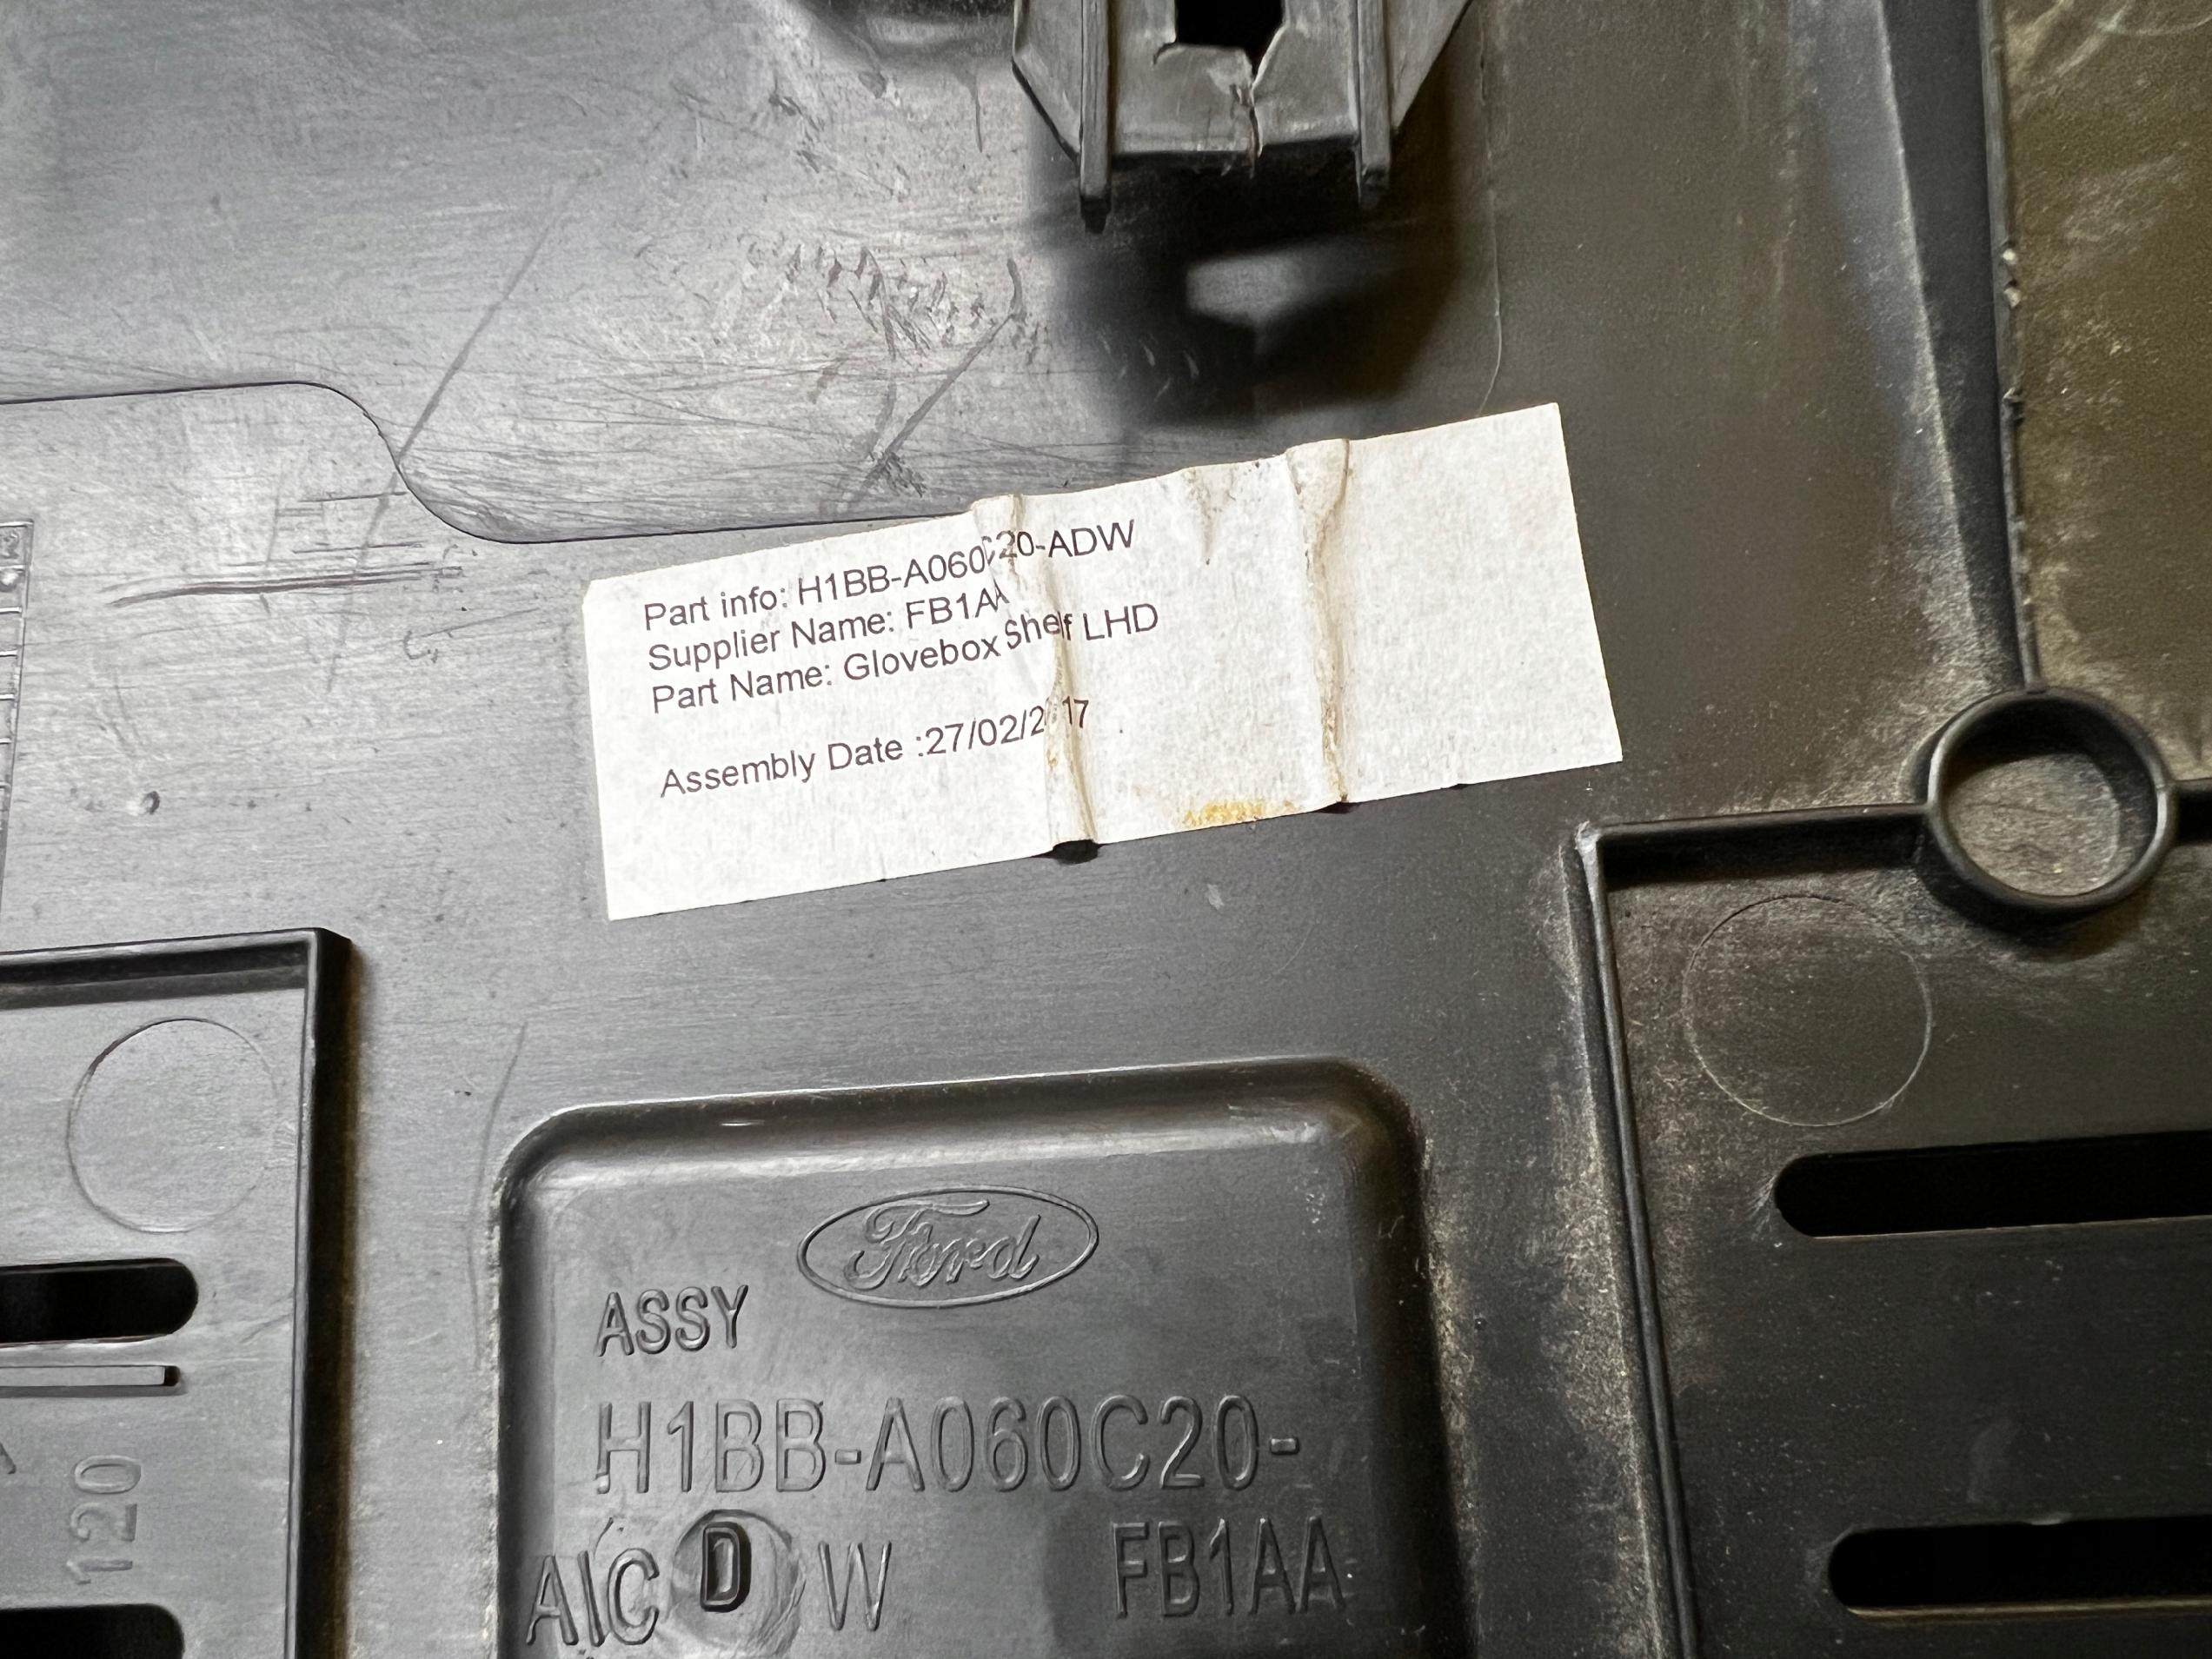 Part info: H1BB-A060C20-ADW
Supplier Name: FB1AA
Part Name: Glovebox Shelf LHD
Assembly Date :27/02/2017
Ford
ASSY
H1BB-A060C20-
A/C D W FB1AA
120